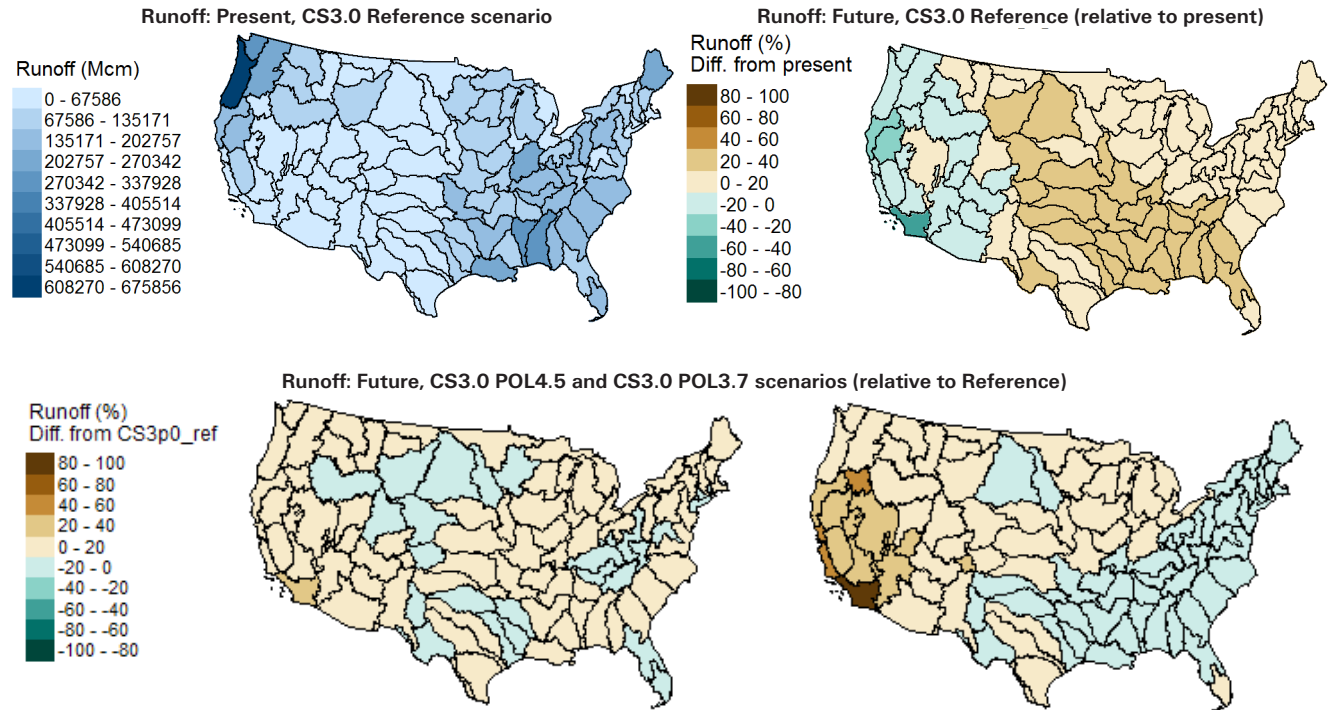 Runoff: Present, CS3.0 Reference scenario
Runoff (Mcm)
0 - 67586
67586 - 135171
135171 - 202757
202757 - 270342
270342 - 337928
337928 - 405514
405514 - 473099
473099 - 540685
540685 - 608270
608270 - 675856
Runoff: Future, CS3.0 Reference (relative to present)
Runoff (%)
Diff. from present
80 - 100
60 - 80
40 - 60
20 - 40
0 - 20
-20 - 0
-40 - -20
-60 - -40
-80 - -60
-100 - -80
Runoff: Future, CS3.0 POL4.5 and CS3.0 POL3.7 scenarios (relative to Reference)
Runoff (%)
Diff. from CS3p0_ref
80 - 100
60 - 80
40 - 60
20 - 40
0 - 20
-20 - 0
-40 - -20
-60 - -40
-80 - -60
-100 - -80